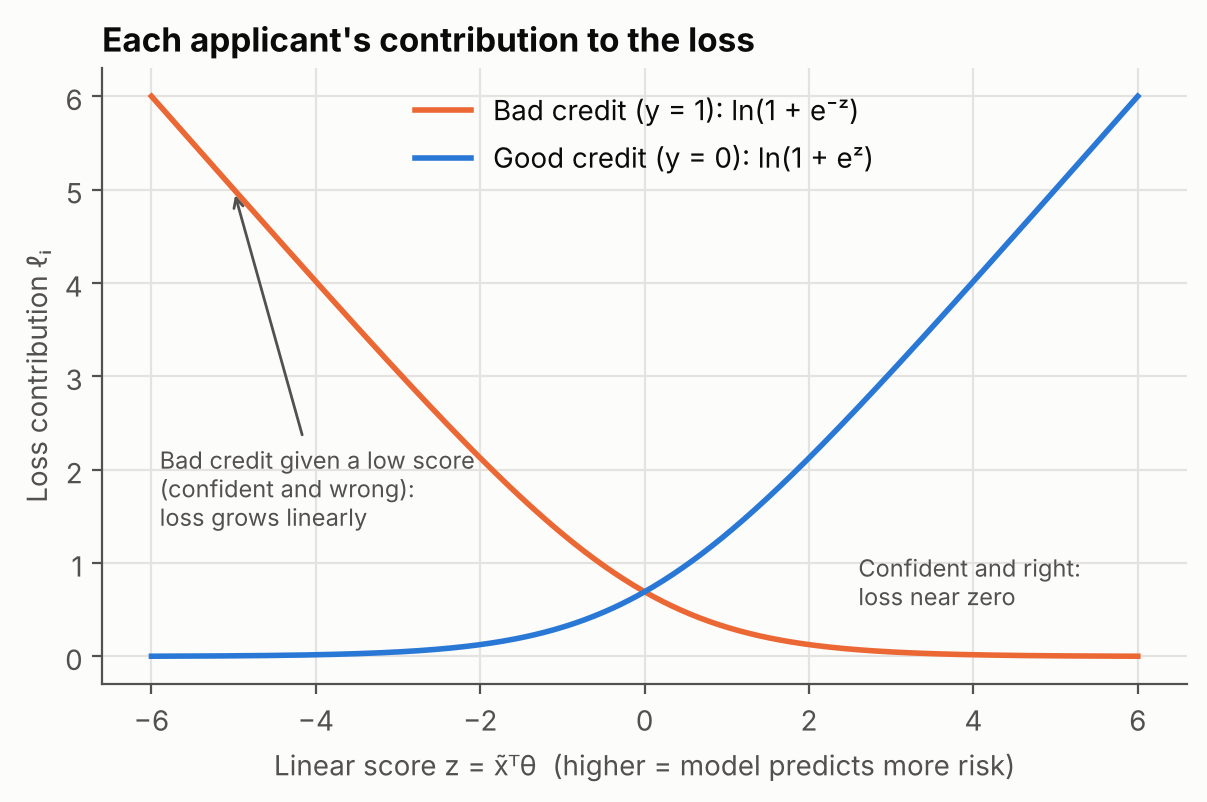 Each applicant's contribution to the loss
Bad credit (y = 1): ln(1 + e⁻ᶻ)
Good credit (y = 0): ln(1 + eᶻ)
6
5
4
3
2
1
0
Loss contribution ℓᵢ
Bad credit given a low score
(confident and wrong):
loss grows linearly
Confident and right:
loss near zero
−6
−4
−2
0
2
4
6
Linear score z = x̃ᵀθ (higher = model predicts more risk)